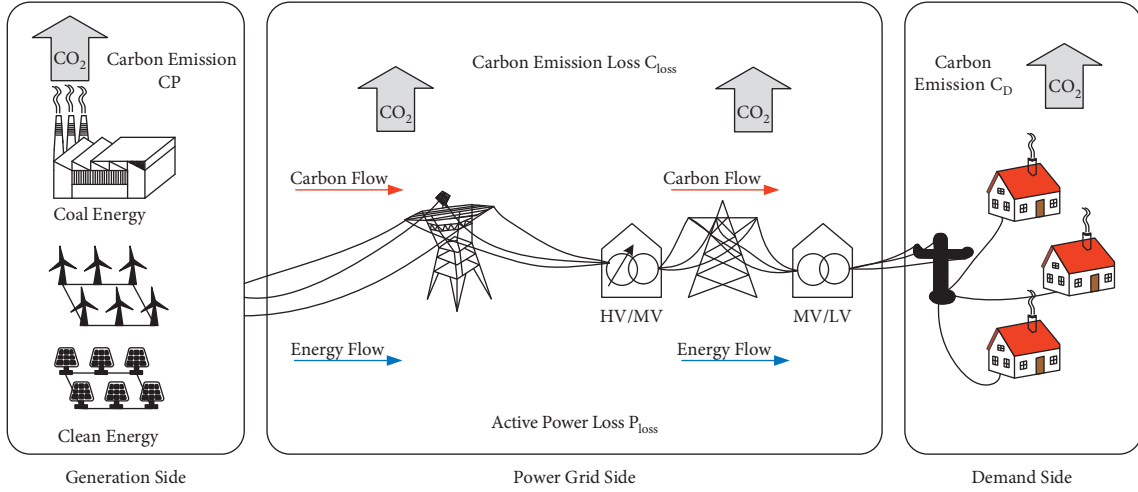 CO2
Carbon Emission
CP
Coal Energy
Clean Energy
Generation Side
Carbon Emission Loss Closs
CO2
CO2
Carbon Flow
Carbon Flow
HV/MV
MV/LV
Energy Flow
Energy Flow
Active Power Loss Ploss
Power Grid Side
Carbon
Emission CD
CO2
Demand Side